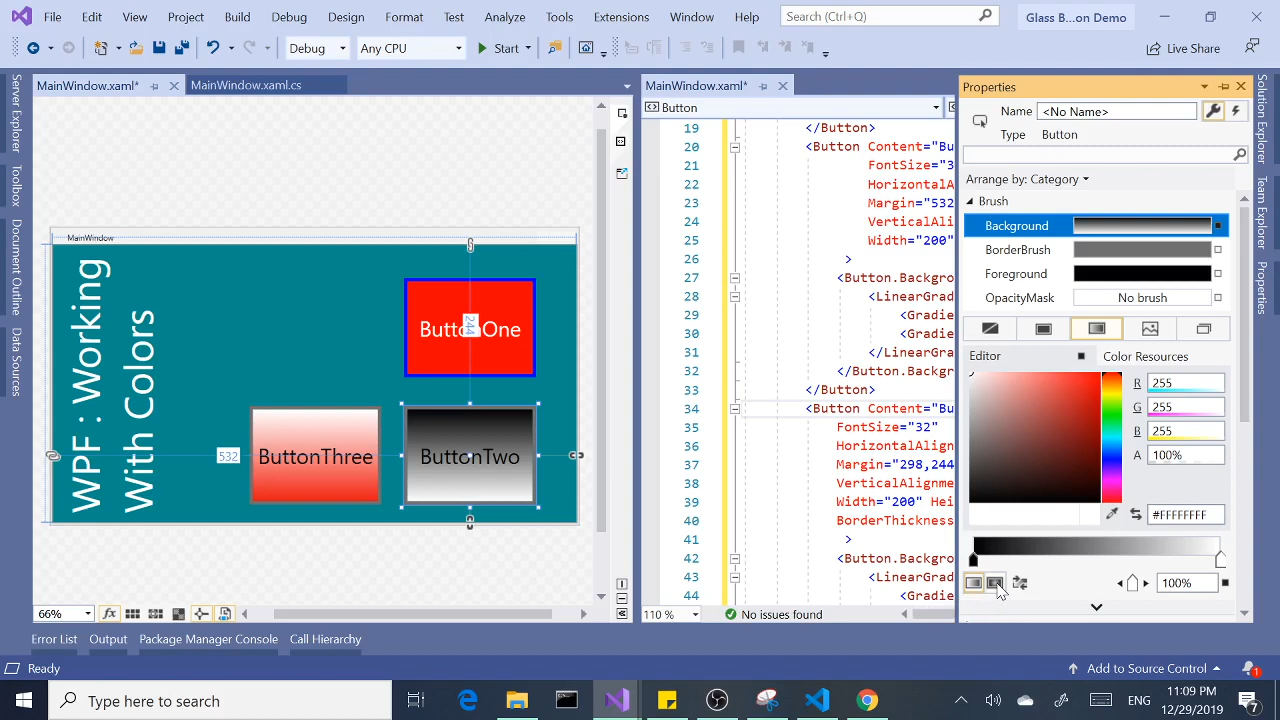 File Edit View Project Build Debug Design Format Test Analyze Tools Extensions Window Help Search (Ctrl+Q) Glass B...on Demo
Debug Any CPU Start Live Share
MainWindow.xaml* MainWindow.xaml.cs
MainWindow.xaml*
Button
Server Explorer
Toolbox
Document Outline
Data Sources
MainWindow
WPF : Working
With Colors
ButtonOne
244
532
ButtonThree
ButtonTwo
66%
fx
19 </Button>
20 <Button Content="Bu
21 FontSize="3
22 HorizontalA
23 Margin="532
24 VerticalAli
25 Width="200"
26 >
27 <Button.Backgro
28 <LinearGrad
29 <Gradie
30 <Gradie
31 </LinearGra
32 </Button.Backgr
33 </Button>
34 <Button Content="Bu
35 FontSize="32"
36 HorizontalAlign
37 Margin="298,244
38 VerticalAlignme
39 Width="200" Hei
40 BorderThickness
41 >
42 <Button.Backgro
43 <LinearGrad
44 <Gradie
110 % No issues found
Properties
Name <No Name>
Type Button
Arrange by: Category
Brush
Background
BorderBrush
Foreground
OpacityMask No brush
Editor Color Resources
R 255
G 255
B 255
A 100%
#FFFFFFFF
100%
Solution Explorer
Team Explorer
Properties
Error List Output Package Manager Console Call Hierarchy
Ready Add to Source Control 1
Type here to search ENG 11:09 PM
12/29/2019 7